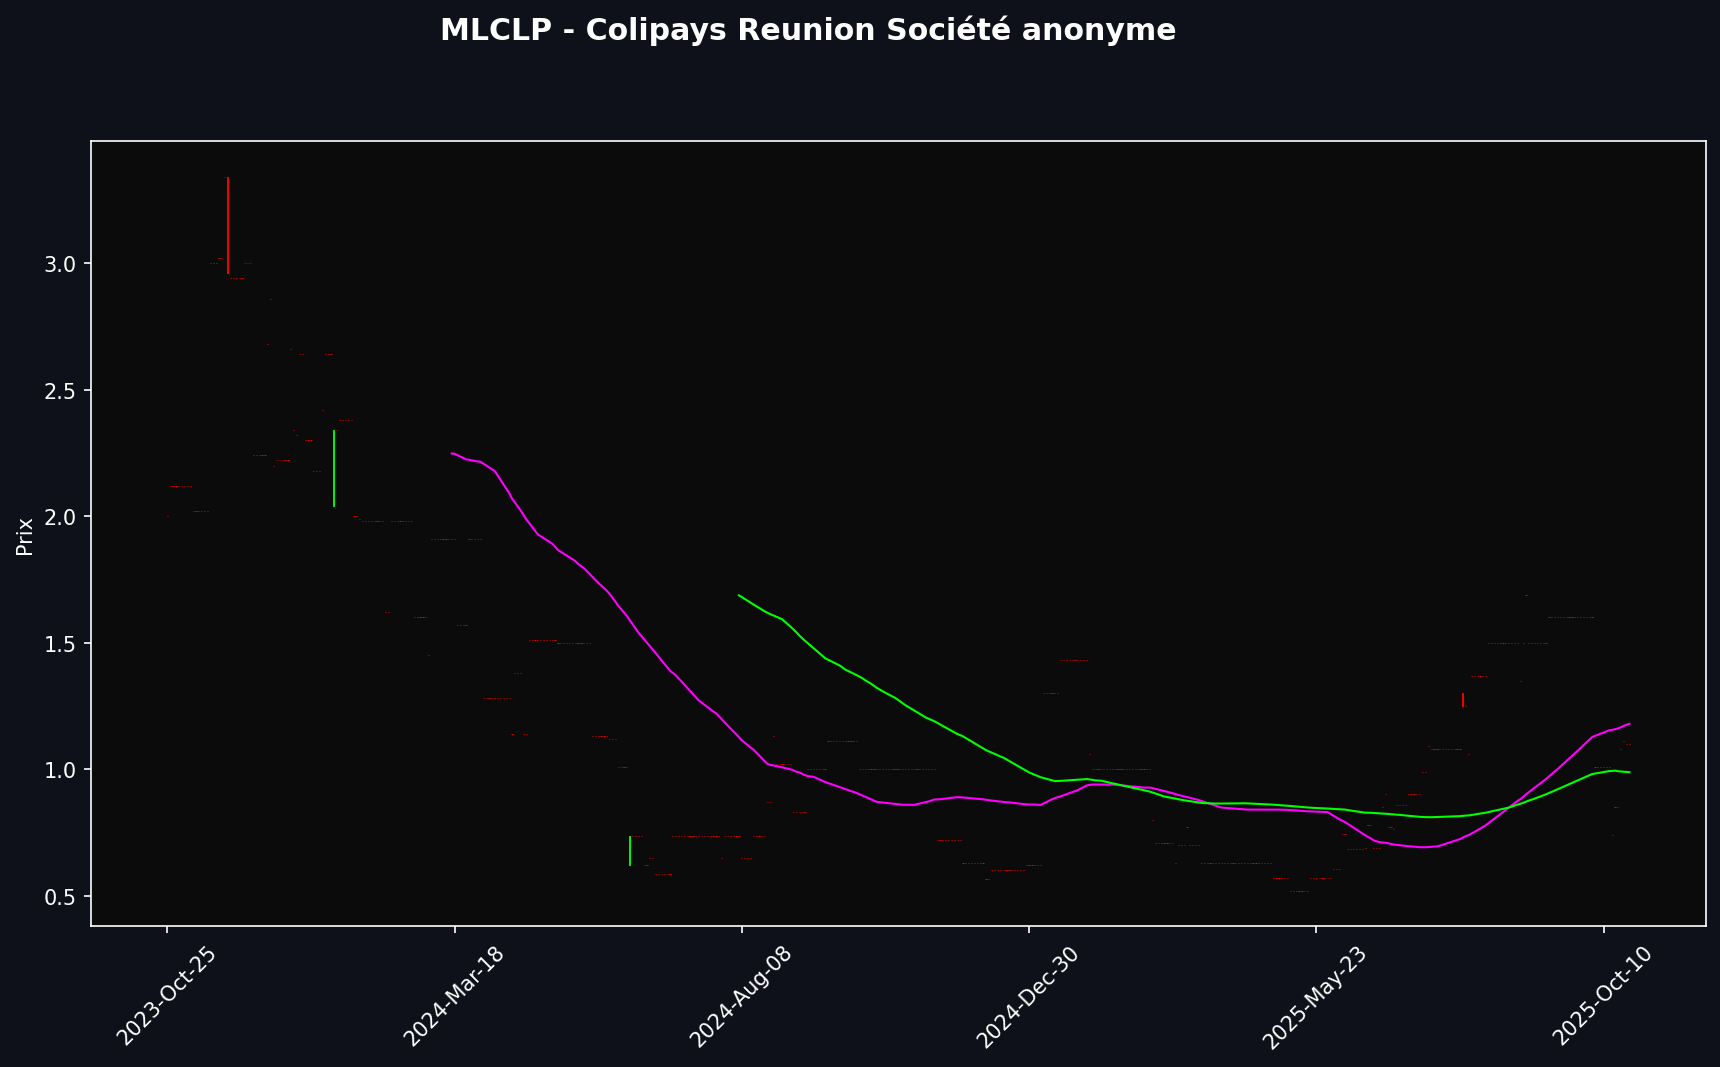 MLCLP - Colipays Reunion Société anonyme
Prix
3.0
2.5
2.0
1.5
1.0
0.5
2023-Oct-25
2024-Mar-18
2024-Aug-08
2024-Dec-30
2025-May-23
2025-Oct-10